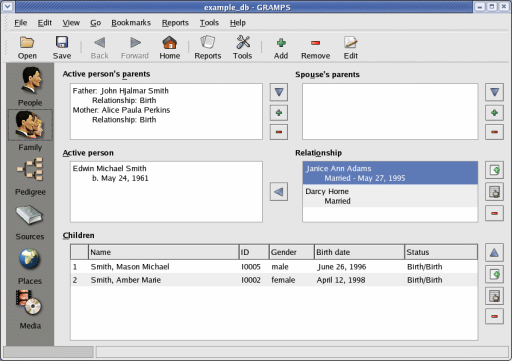 example_db - GRAMPS
File Edit View Go Bookmarks Reports Tools Help
Open Save Back Forward Home Reports Tools Add Remove Edit
People
Family
Pedigree
Sources
Places
Media
Active person's parents
Father: John Hjalmar Smith
Relationship: Birth
Mother: Alice Paula Perkins
Relationship: Birth
Spouse's parents
Active person
Edwin Michael Smith
b. May 24, 1961
Relationship
Janice Ann Adams
Married - May 27, 1995
Darcy Horne
Married
Children
Name ID Gender Birth date Status
1 Smith, Mason Michael I0005 male June 26, 1996 Birth/Birth
2 Smith, Amber Marie I0002 female April 12, 1998 Birth/Birth